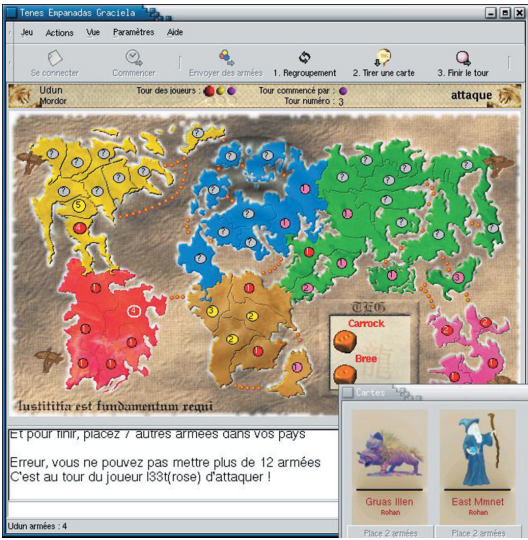 Tenes Empanadas Graciela
Jeu Actions Vue Paramètres Aide
Se connecter Commencer Envoyer des armées 1. Regroupement 2. Tirer une carte 3. Finir le tour
Udun
Mordor
Tour des joueurs :
Tour commencé par :
Tour numéro : 3
attaque
TEG
Carrock
Bree
Iustititia est fundamentum regni
Et pour finir, placez 7 autres armées dans vos pays
Erreur, vous ne pouvez pas mettre plus de 12 armées
C'est au tour du joueur l33t(rose) d'attaquer !
Udun armées : 4
Cartes
Gruas Illen
Rohan
Place 2 armées
East Mmnet
Rohan
Place 2 armées